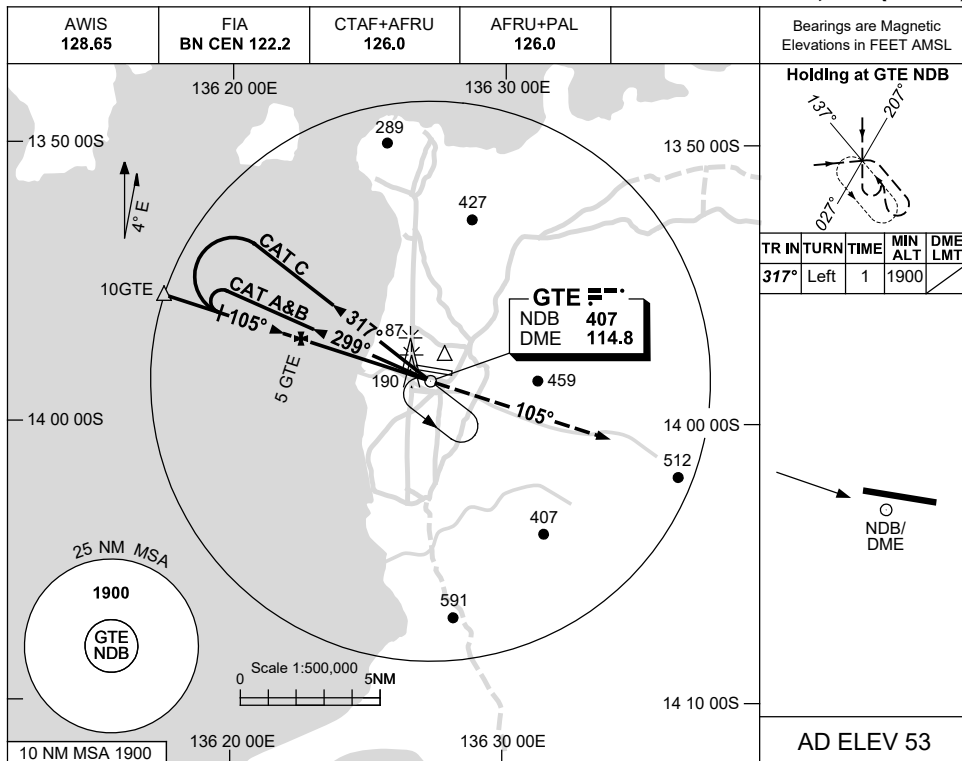 AWIS
128.65
FIA
BN CEN 122.2
CTAF+AFRU
126.0
AFRU+PAL
126.0
Bearings are Magnetic
Elevations in FEET AMSL
136 20 00E
136 30 00E
13 50 00S
13 50 00S
4° E
289
427
CAT C
CAT A&B
10GTE
105°
317°
299°
87
5 GTE
190
GTE
NDB 407
DME 114.8
459
105°
14 00 00S
14 00 00S
512
407
591
25 NM MSA
1900
GTE
NDB
Scale 1:500,000
0 5NM
14 10 00S
10 NM MSA 1900
136 20 00E
136 30 00E
Holding at GTE NDB
137°
207°
027°
TR IN TURN TIME MIN ALT DME LMT
317° Left 1 1900
NDB/
DME
AD ELEV 53